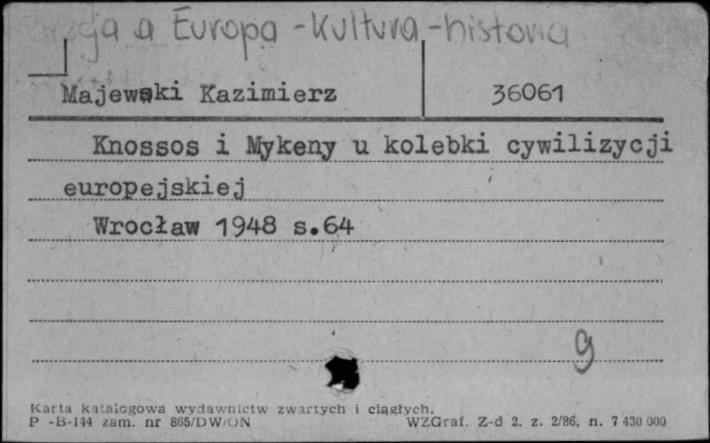 a Europa - Kultura - historia
Majewski Kazimierz 36061
Knossos i Mykeny u kolebki cywilizycji
europejskiej
Wrocław 1948 s.64
9
Karta katalogowa wydawnictw zwartych i ciągłych.
P-B-144 zam. nr 865/DW/ON WZGraf. Z-d 2, z. 2/86, n. 7 430 000